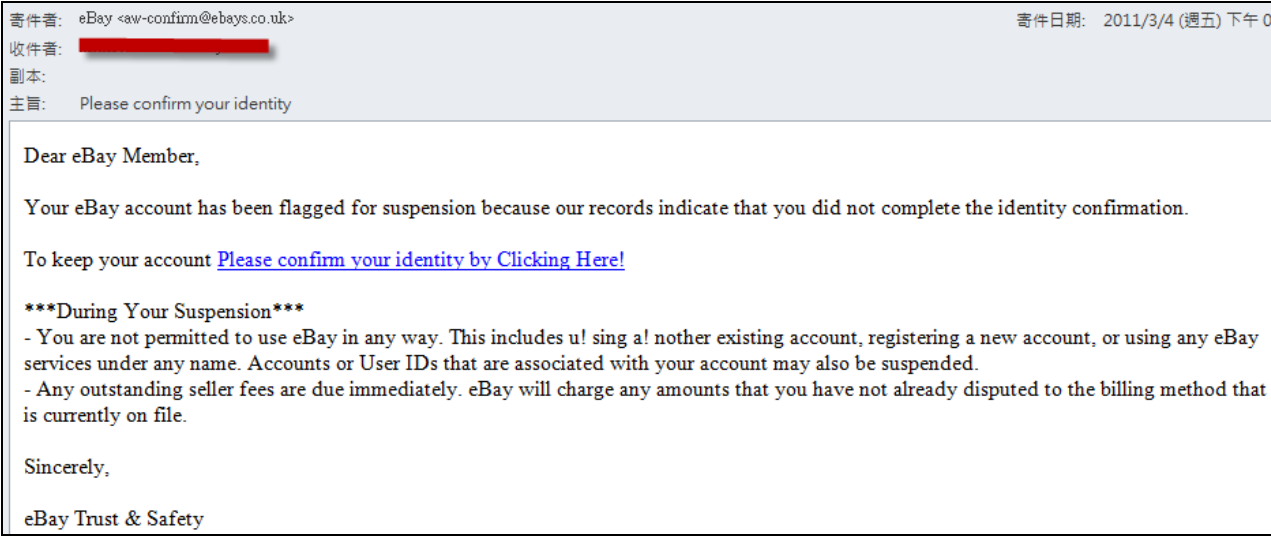 寄件者: eBay <aw-confirm@ebays.co.uk>
寄件日期: 2011/3/4 (週五) 下午 0
收件者:
副本:
主旨: Please confirm your identity
Dear eBay Member,
Your eBay account has been flagged for suspension because our records indicate that you did not complete the identity confirmation.
To keep your account Please confirm your identity by Clicking Here!
***During Your Suspension***
- You are not permitted to use eBay in any way. This includes u! sing a! nother existing account, registering a new account, or using any eBay
services under any name. Accounts or User IDs that are associated with your account may also be suspended.
- Any outstanding seller fees are due immediately. eBay will charge any amounts that you have not already disputed to the billing method that
is currently on file.
Sincerely,
eBay Trust & Safety